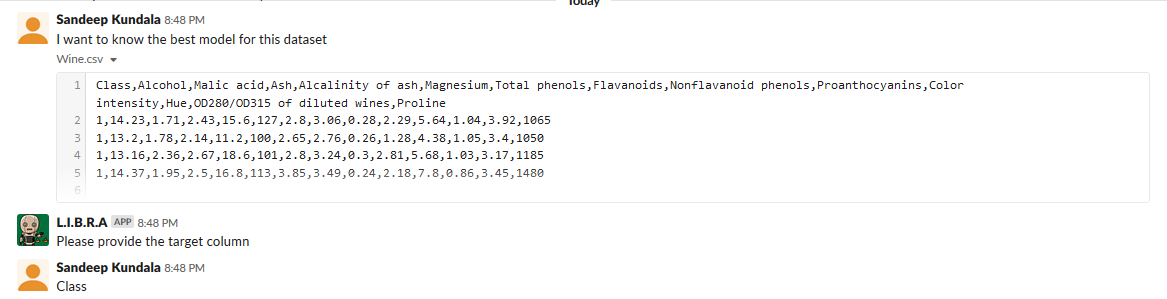 Today
Sandeep Kundala 8:48 PM
I want to know the best model for this dataset
Wine.csv
1 Class,Alcohol,Malic acid,Ash,Alcalinity of ash,Magnesium,Total phenols,Flavanoids,Nonflavanoid phenols,Proanthocyanins,Color
intensity,Hue,OD280/OD315 of diluted wines,Proline
2 1,14.23,1.71,2.43,15.6,127,2.8,3.06,0.28,2.29,5.64,1.04,3.92,1065
3 1,13.2,1.78,2.14,11.2,100,2.65,2.76,0.26,1.28,4.38,1.05,3.4,1050
4 1,13.16,2.36,2.67,18.6,101,2.8,3.24,0.3,2.81,5.68,1.03,3.17,1185
5 1,14.37,1.95,2.5,16.8,113,3.85,3.49,0.24,2.18,7.8,0.86,3.45,1480
6
L.I.B.R.A APP 8:48 PM
Please provide the target column
Sandeep Kundala 8:48 PM
Class